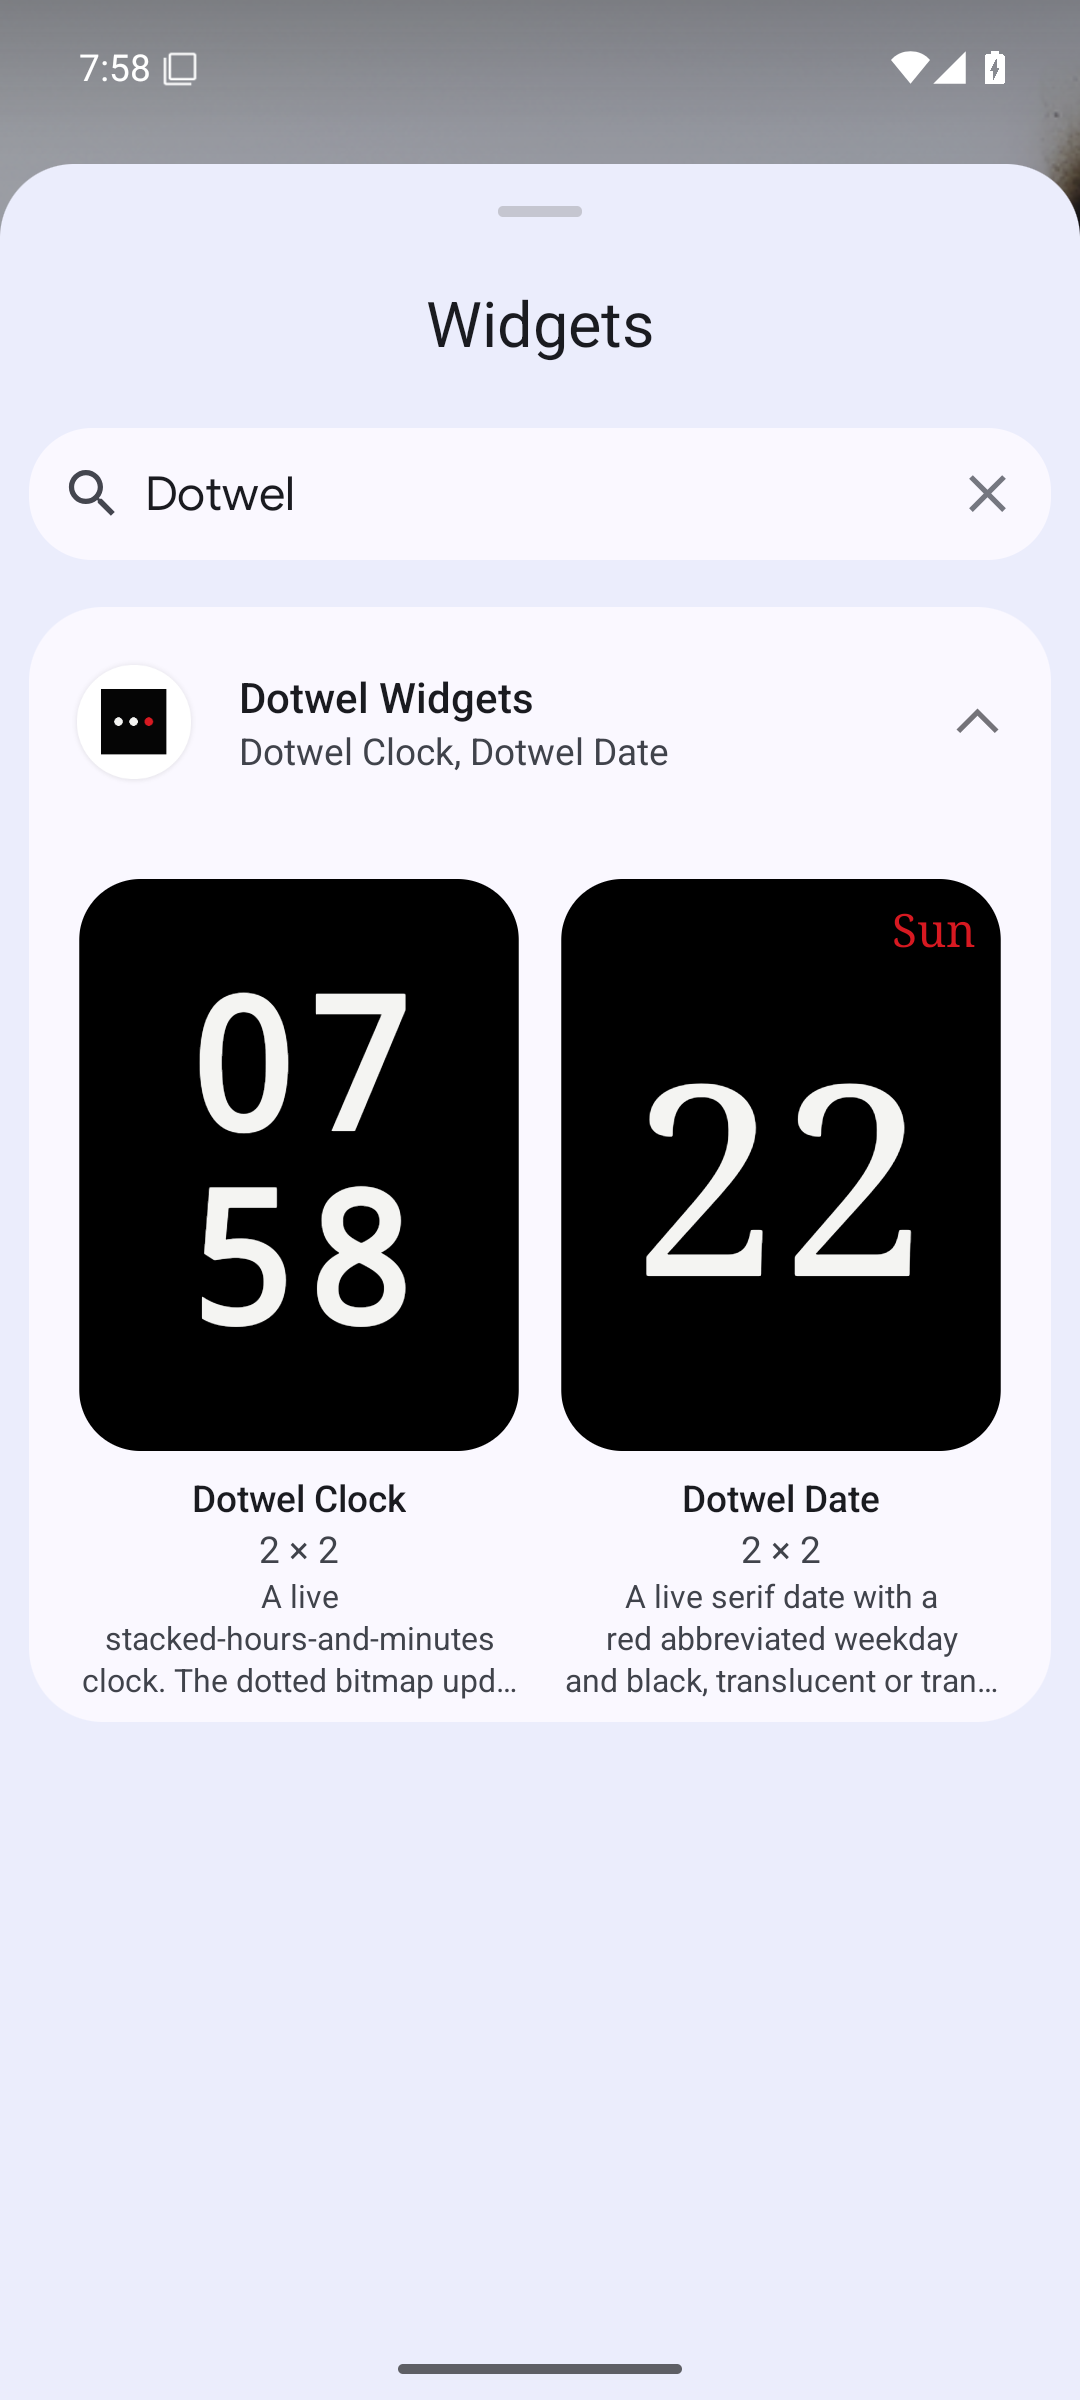 7:58
Widgets
Dotwel
Dotwel Widgets
Dotwel Clock, Dotwel Date
07
58
Sun
22
Dotwel Clock
2 × 2
A live
stacked-hours-and-minutes
clock. The dotted bitmap upd…
Dotwel Date
2 × 2
A live serif date with a
red abbreviated weekday
and black, translucent or tran…